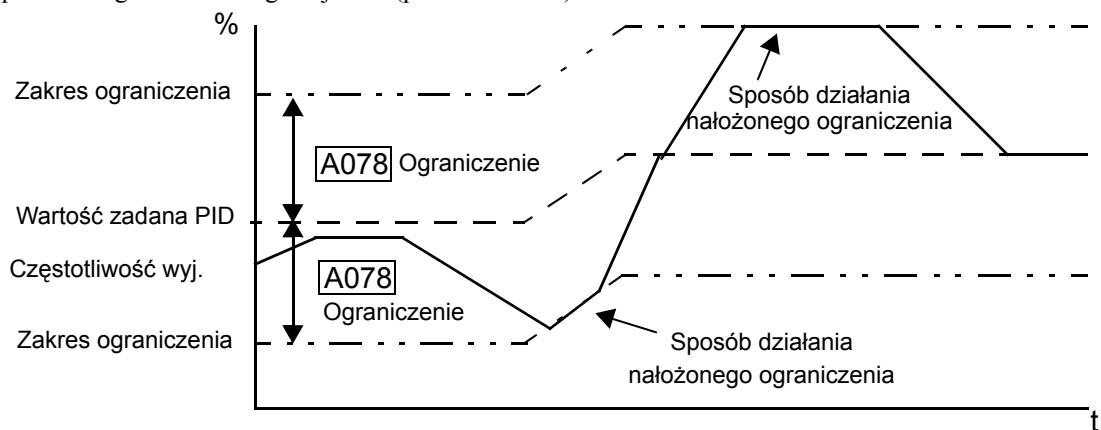 %
Zakres ograniczenia
Sposób działania
nałożonego ograniczenia
A078 Ograniczenie
Wartość zadana PID
Częstotliwość wyj.
A078
Ograniczenie
Zakres ograniczenia
Sposób działania
nałożonego ograniczenia
t